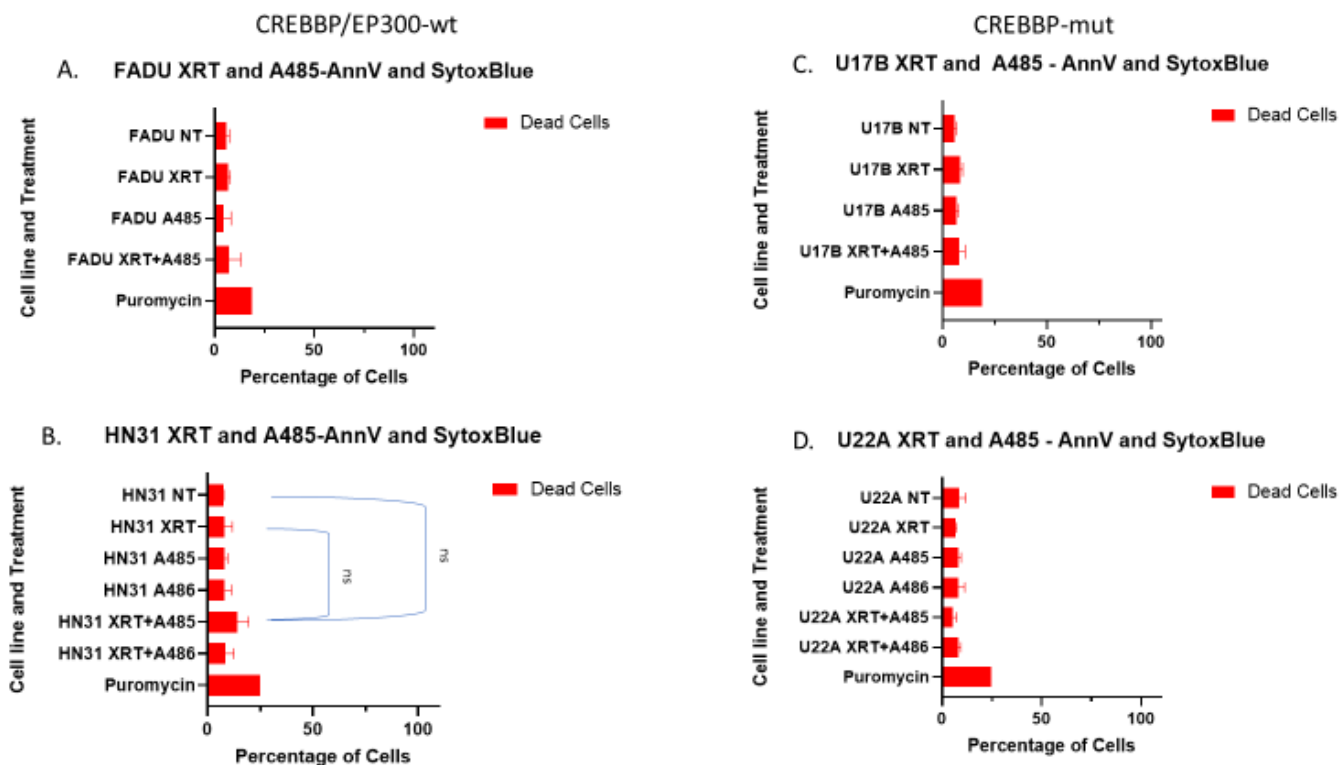 CREBBP/EP300-wt
CREBBP-mut
A. FADU XRT and A485-AnnV and SytoxBlue
Cell line and Treatment
FADU NT
FADU XRT
FADU A485
FADU XRT+A485
Puromycin
0 50 100
Percentage of Cells
Dead Cells
C. U17B XRT and A485 - AnnV and SytoxBlue
Cell line and Treatment
U17B NT
U17B XRT
U17B A485
U17B XRT+A485
Puromycin
0 50 100
Percentage of Cells
Dead Cells
B. HN31 XRT and A485-AnnV and SytoxBlue
Cell line and Treatment
HN31 NT
HN31 XRT
HN31 A485
HN31 A486
HN31 XRT+A485
HN31 XRT+A486
Puromycin
0 50 100
Percentage of Cells
Dead Cells
ns
ns
D. U22A XRT and A485 - AnnV and SytoxBlue
Cell line and Treatment
U22A NT
U22A XRT
U22A A485
U22A A486
U22A XRT+A485
U22A XRT+A486
Puromycin
0 50 100
Percentage of Cells
Dead Cells